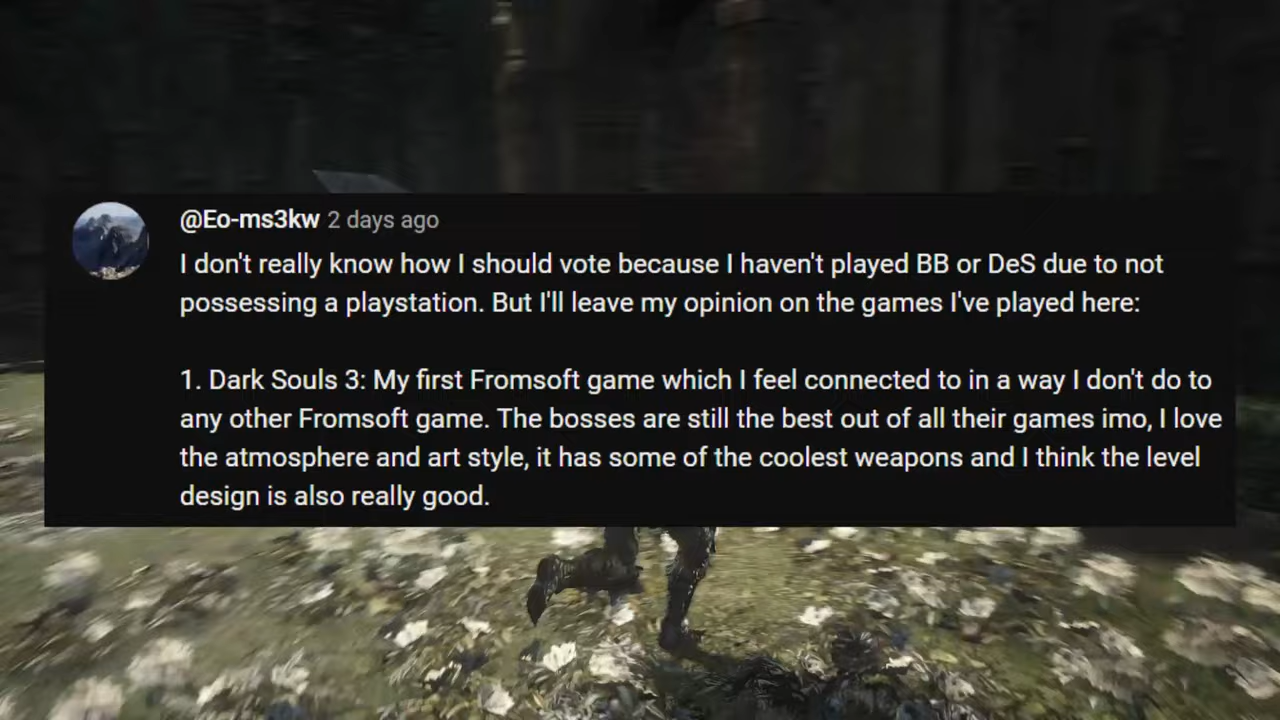 @Eo-ms3kw 2 days ago
I don't really know how I should vote because I haven't played BB or DeS due to not
possessing a playstation. But I'll leave my opinion on the games I've played here:
1. Dark Souls 3: My first Fromsoft game which I feel connected to in a way I don't do to
any other Fromsoft game. The bosses are still the best out of all their games imo, I love
the atmosphere and art style, it has some of the coolest weapons and I think the level
design is also really good.